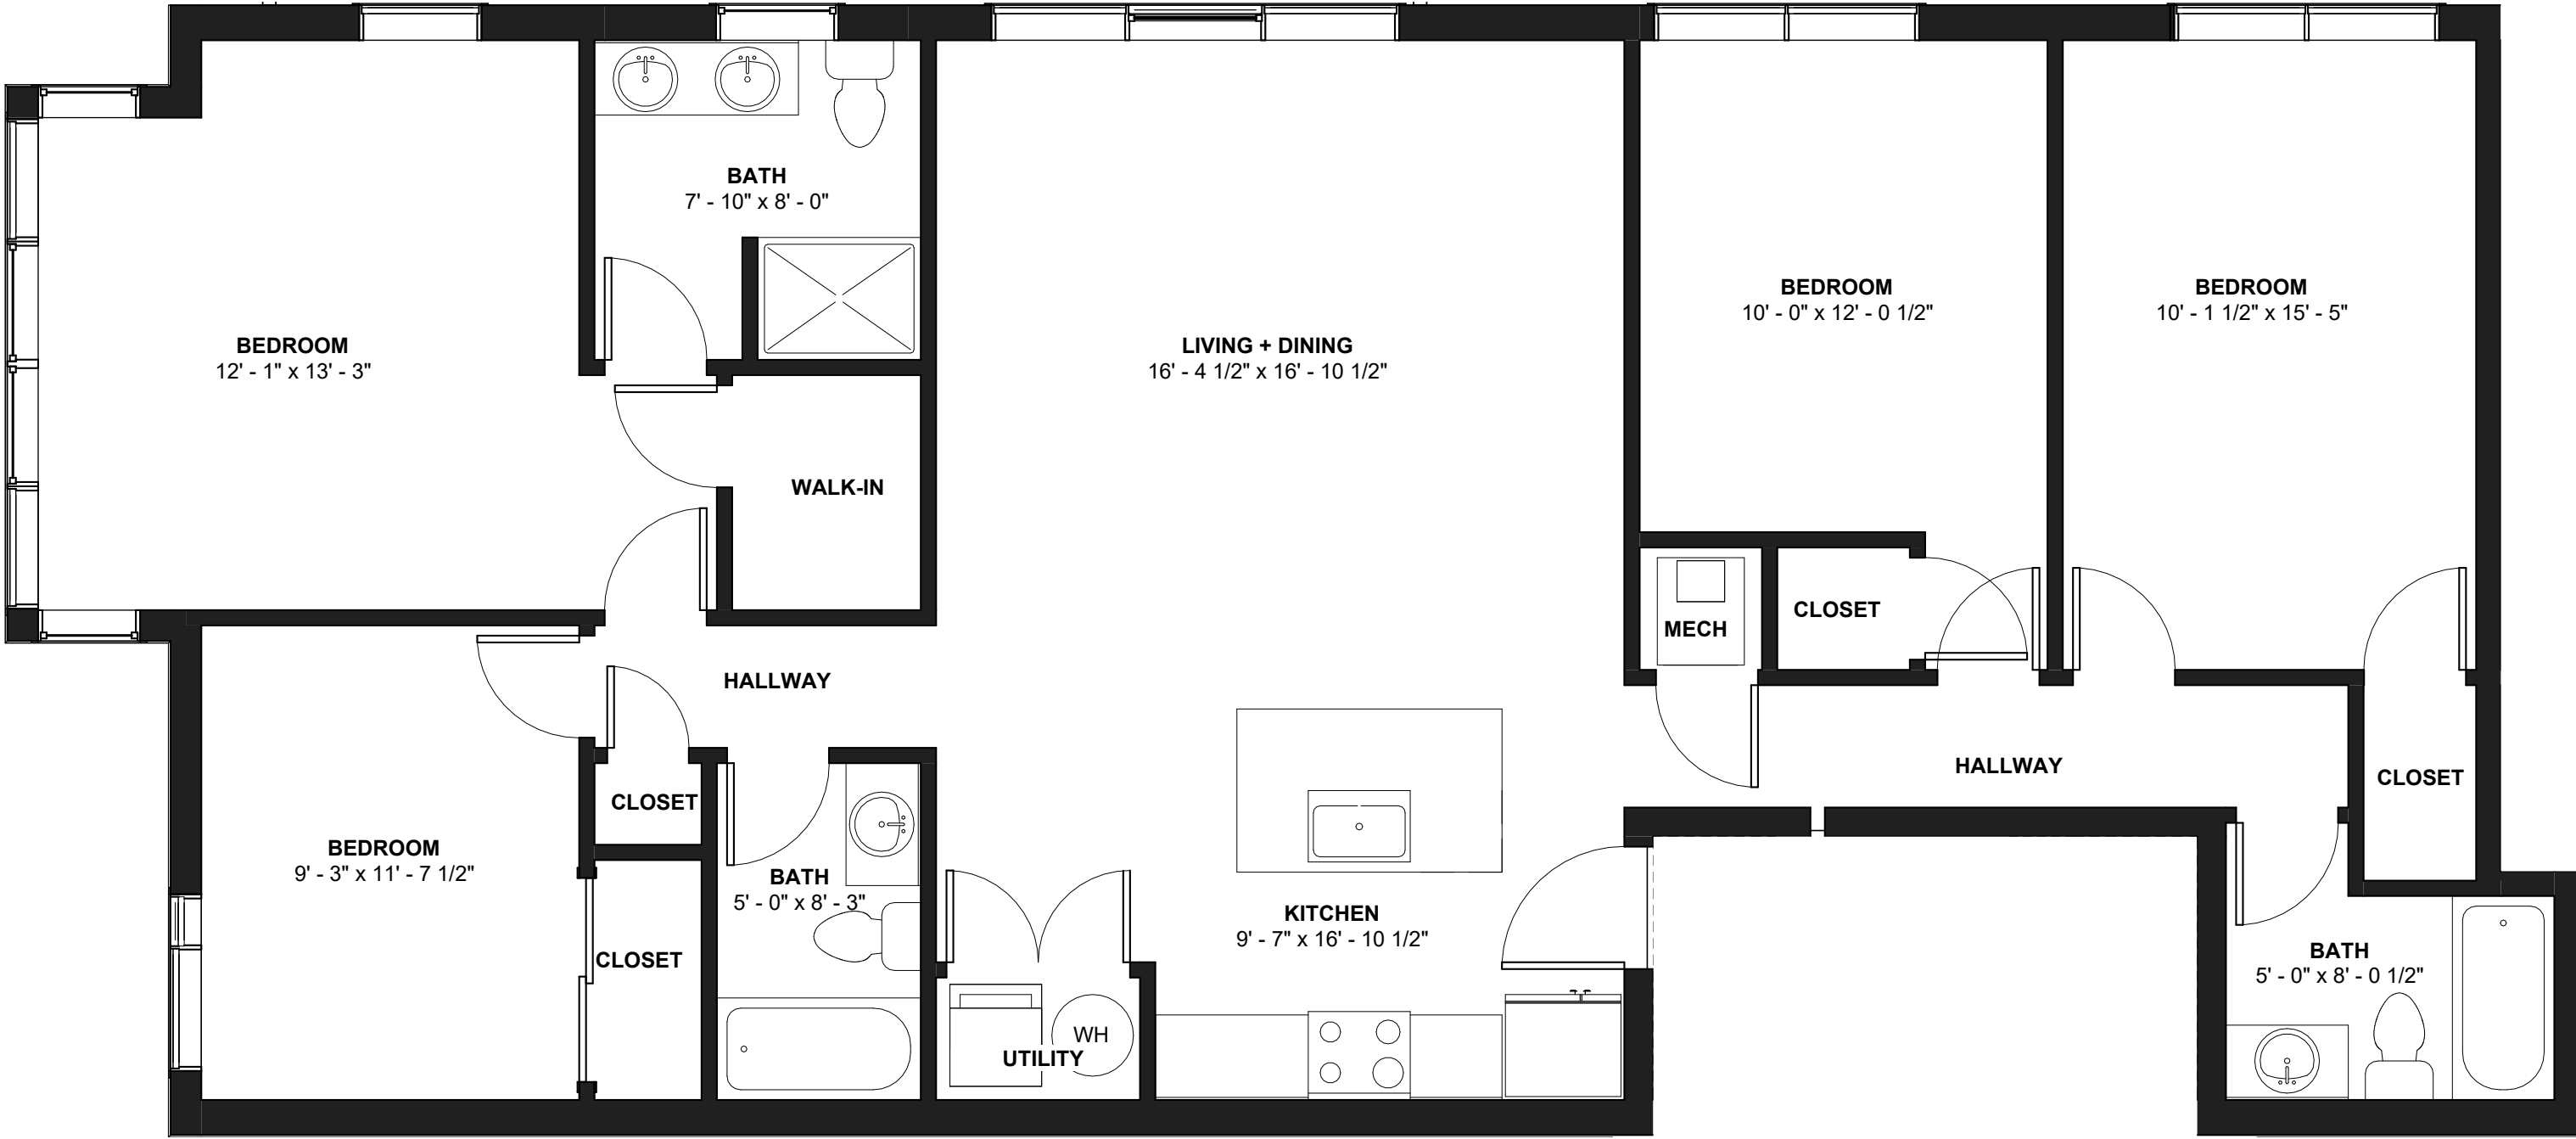 BATH
7' - 10" x 8' - 0"
BEDROOM
12' - 1" x 13' - 3"
LIVING + DINING
16' - 4 1/2" x 16' - 10 1/2"
BEDROOM
10' - 0" x 12' - 0 1/2"
BEDROOM
10' - 1 1/2" x 15' - 5"
WALK-IN
CLOSET
MECH
HALLWAY
HALLWAY
CLOSET
CLOSET
BEDROOM
9' - 3" x 11' - 7 1/2"
BATH
5' - 0" x 8' - 3"
KITCHEN
9' - 7" x 16' - 10 1/2"
CLOSET
BATH
5' - 0" x 8' - 0 1/2"
WH
UTILITY